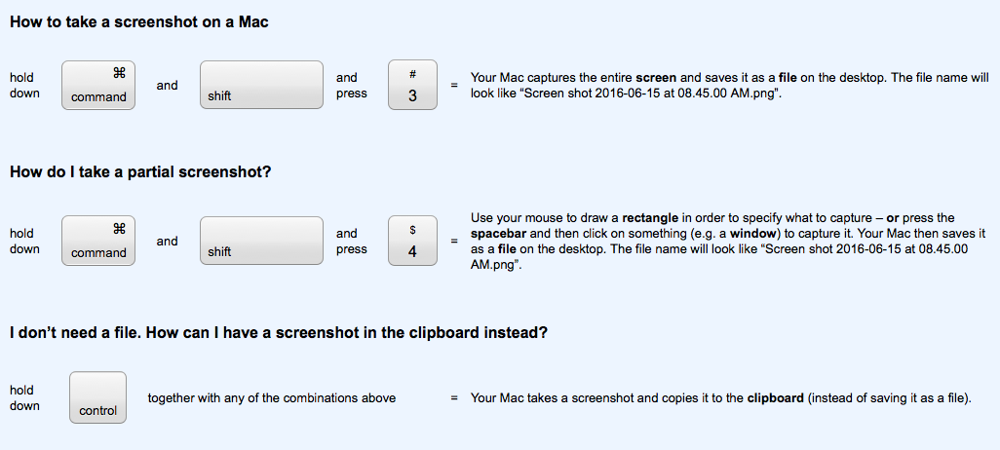 How to take a screenshot on a Mac
hold down ⌘ command and shift and press # 3 = Your Mac captures the entire screen and saves it as a file on the desktop. The file name will
look like “Screen shot 2016-06-15 at 08.45.00 AM.png”.
How do I take a partial screenshot?
hold down ⌘ command and shift and press $ 4 = Use your mouse to draw a rectangle in order to specify what to capture – or press the
spacebar and then click on something (e.g. a window) to capture it. Your Mac then saves it
as a file on the desktop. The file name will look like “Screen shot 2016-06-15 at 08.45.00
AM.png”.
I don’t need a file. How can I have a screenshot in the clipboard instead?
hold down control together with any of the combinations above = Your Mac takes a screenshot and copies it to the clipboard (instead of saving it as a file).